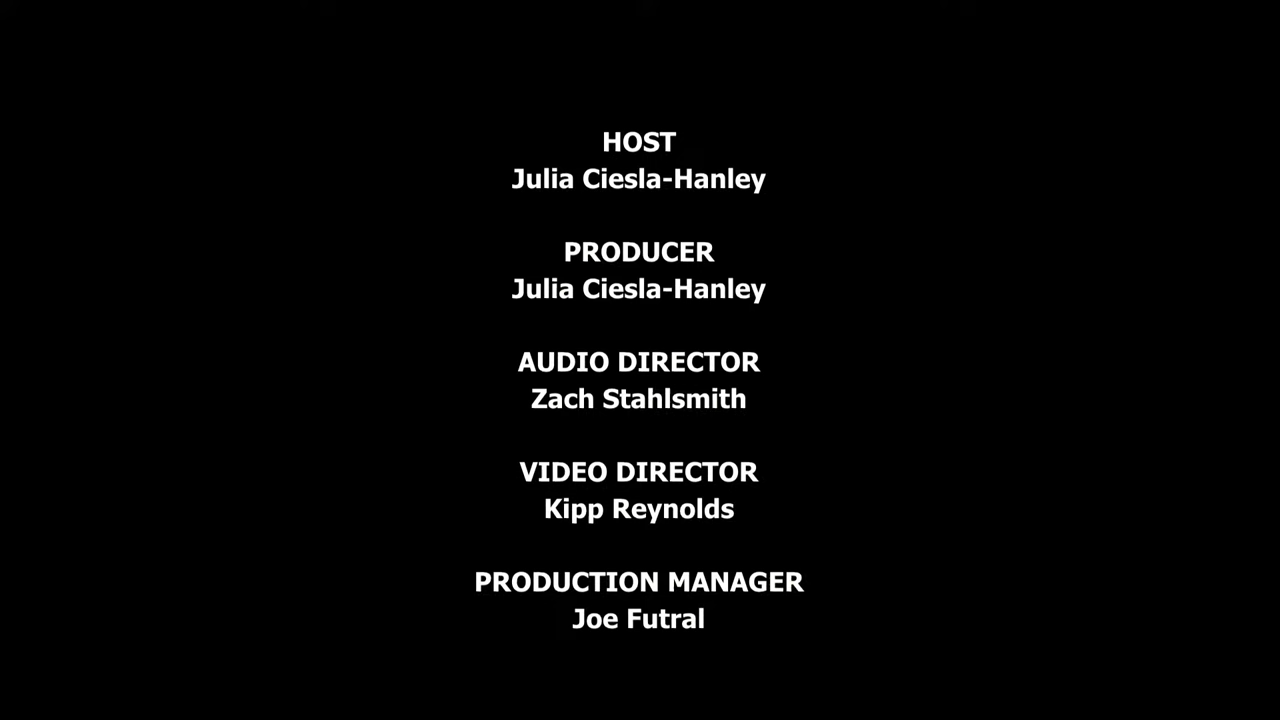 HOST
Julia Ciesla-Hanley
PRODUCER
Julia Ciesla-Hanley
AUDIO DIRECTOR
Zach Stahlsmith
VIDEO DIRECTOR
Kipp Reynolds
PRODUCTION MANAGER
Joe Futral